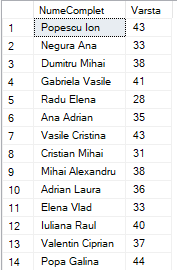 NumeComplet Varsta
1 Popescu Ion 43
2 Negura Ana 33
3 Dumitru Mihai 38
4 Gabriela Vasile 41
5 Radu Elena 28
6 Ana Adrian 35
7 Vasile Cristina 43
8 Cristian Mihai 31
9 Mihai Alexandru 38
10 Adrian Laura 36
11 Elena Vlad 33
12 Iuliana Raul 40
13 Valentin Ciprian 37
14 Popa Galina 44